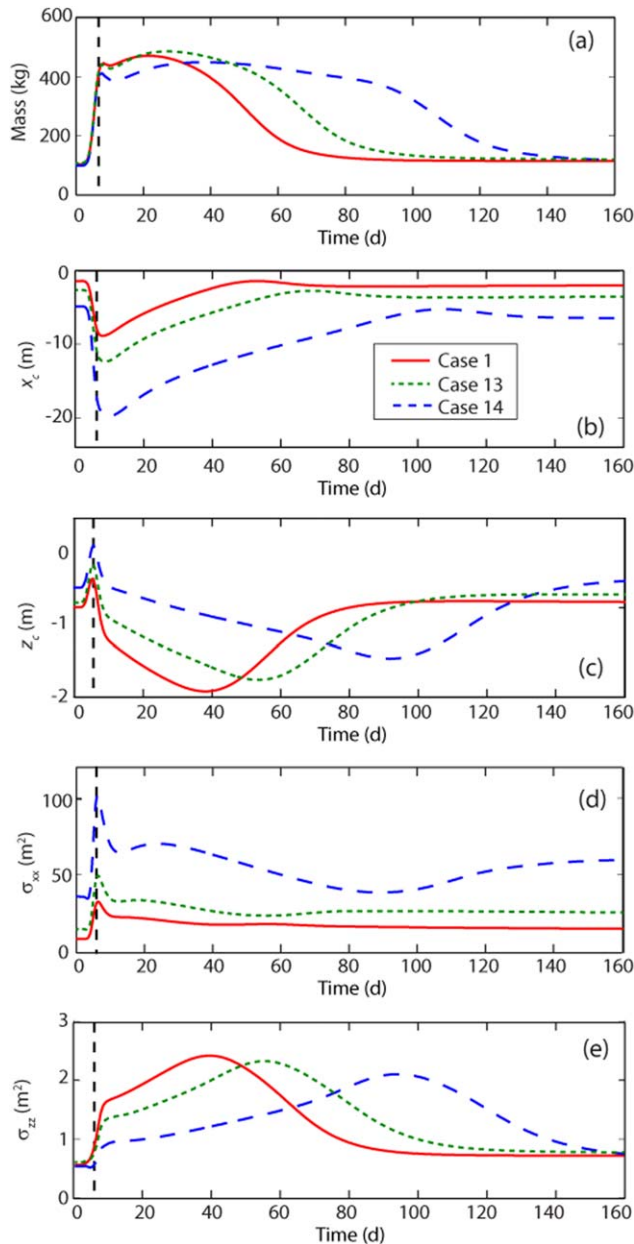 600
(a)
400
Mass (kg)
200
0
0 20 40 60 80 100 120 140 160
Time (d)
0
-10
x_c (m)
Case 1
Case 13
Case 14
-20
(b)
0 20 40 60 80 100 120 140 160
Time (d)
0
z_c (m)
-1
(c)
-2
0 20 40 60 80 100 120 140 160
Time (d)
100
(d)
σ_xx (m²)
50
0
0 20 40 60 80 100 120 140 160
Time (d)
3
(e)
2
σ_zz (m²)
1
0
0 20 40 60 80 100 120 140 160
Time (d)